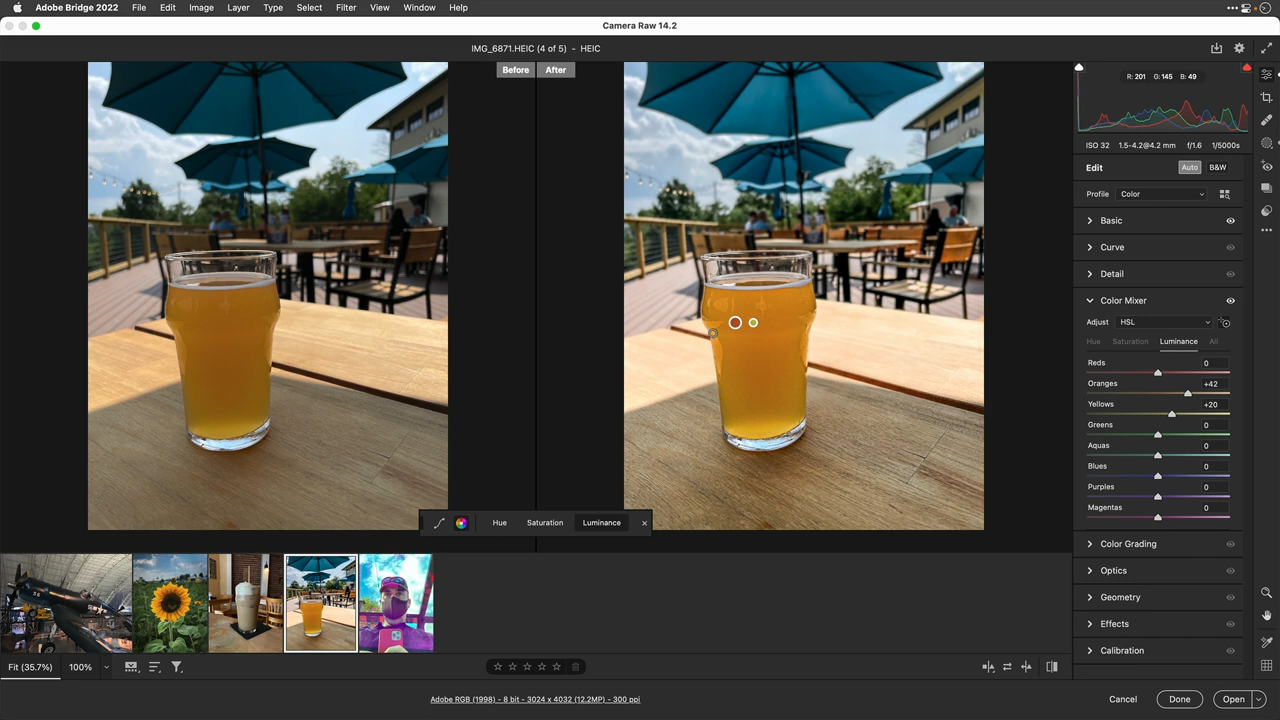 Adobe Bridge 2022 File Edit Image Layer Type Select Filter View Window Help
Camera Raw 14.2
IMG_6871.HEIC (4 of 5) - HEIC
Before After
R: 201 G: 145 B: 49
ISO 32 1.5-4.2@4.2 mm f/1.6 1/5000s
Edit Auto B&W
Profile Color
Basic
Curve
Detail
Color Mixer
Adjust HSL
Hue Saturation Luminance All
Reds 0
Oranges +42
Yellows +20
Greens 0
Aquas 0
Blues 0
Purples 0
Magentas 0
Hue Saturation Luminance
Color Grading
Optics
Geometry
Effects
Calibration
Fit (35.7%) 100%
Adobe RGB (1998) - 8 bit - 3024 x 4032 (12.2MP) - 300 ppi
Cancel Done Open